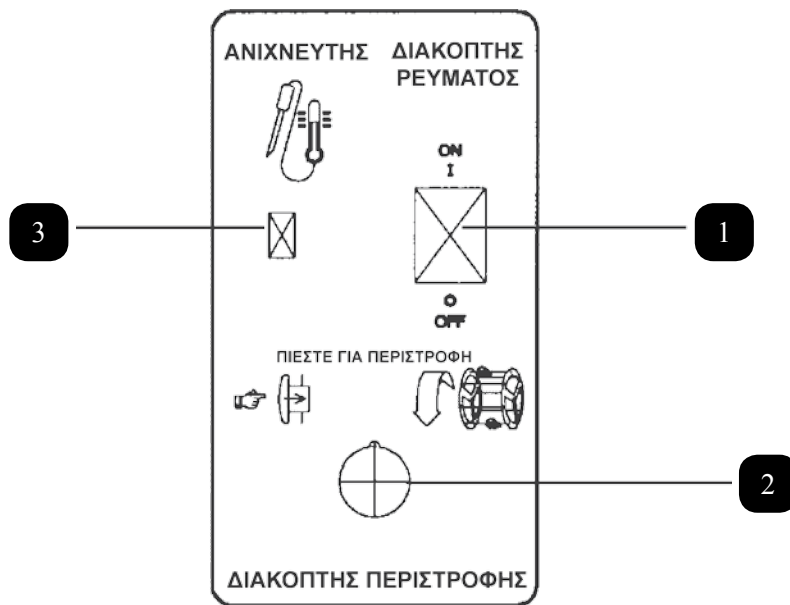 ΑΝΙΧΝΕΥΤΗΣ
ΔΙΑΚΟΠΤΗΣ
ΡΕΥΜΑΤΟΣ
ON
I
3
1
O
OFF
ΠΙΕΣΤΕ ΓΙΑ ΠΕΡΙΣΤΡΟΦΗ
2
ΔΙΑΚΟΠΤΗΣ ΠΕΡΙΣΤΡΟΦΗΣ